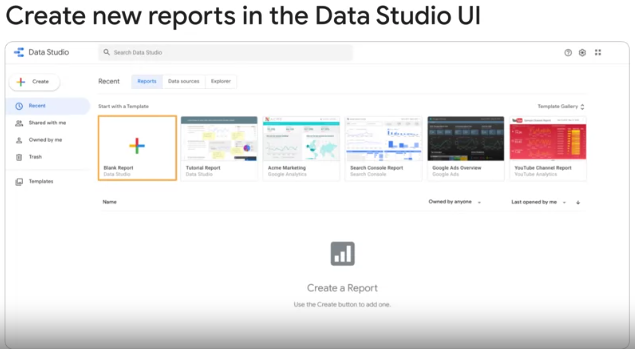 Create new reports in the Data Studio UI
Data Studio
Search Data Studio
Create
Recent
Reports
Data sources
Explorer
Recent
Shared with me
Owned by me
Trash
Templates
Start with a Template
Template Gallery
Blank Report
Data Studio
Tutorial Report
Data Studio
Acme Marketing
Google Analytics
Search Console Report
Search Console
Google Ads Overview
Google Ads
YouTube Channel Report
YouTube Analytics
Name
Owned by anyone
Last opened by me
Create a Report
Use the Create button to add one.